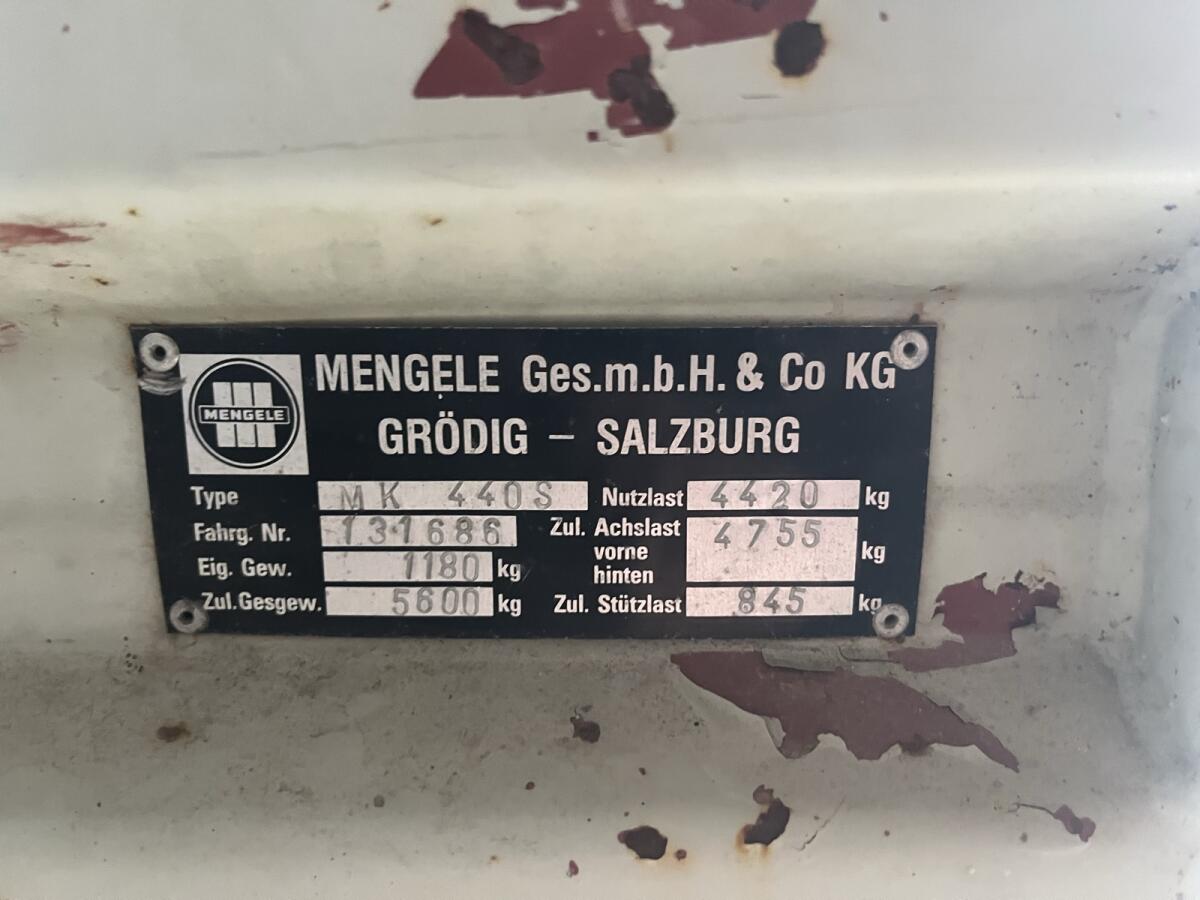 MENGELE
MENGELE Ges.m.b.H. & Co KG
GRÖDIG – SALZBURG
Type MK 440S Nutzlast 4420 kg
Fahrg. Nr. 131686 Zul. Achslast 4755
vorne kg
Eig. Gew. 1180 kg hinten
Zul.Gesgew. 5600 kg Zul. Stützlast 845 kg